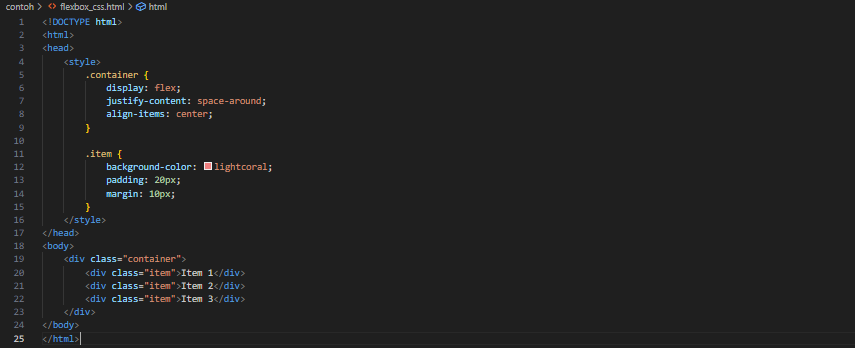 contoh > <> flexbox_css.html > html
1 <!DOCTYPE html>
2 <html>
3 <head>
4     <style>
5         .container {
6             display: flex;
7             justify-content: space-around;
8             align-items: center;
9         }
10
11         .item {
12             background-color: lightcoral;
13             padding: 20px;
14             margin: 10px;
15         }
16     </style>
17 </head>
18 <body>
19     <div class="container">
20         <div class="item">Item 1</div>
21         <div class="item">Item 2</div>
22         <div class="item">Item 3</div>
23     </div>
24 </body>
25 </html>